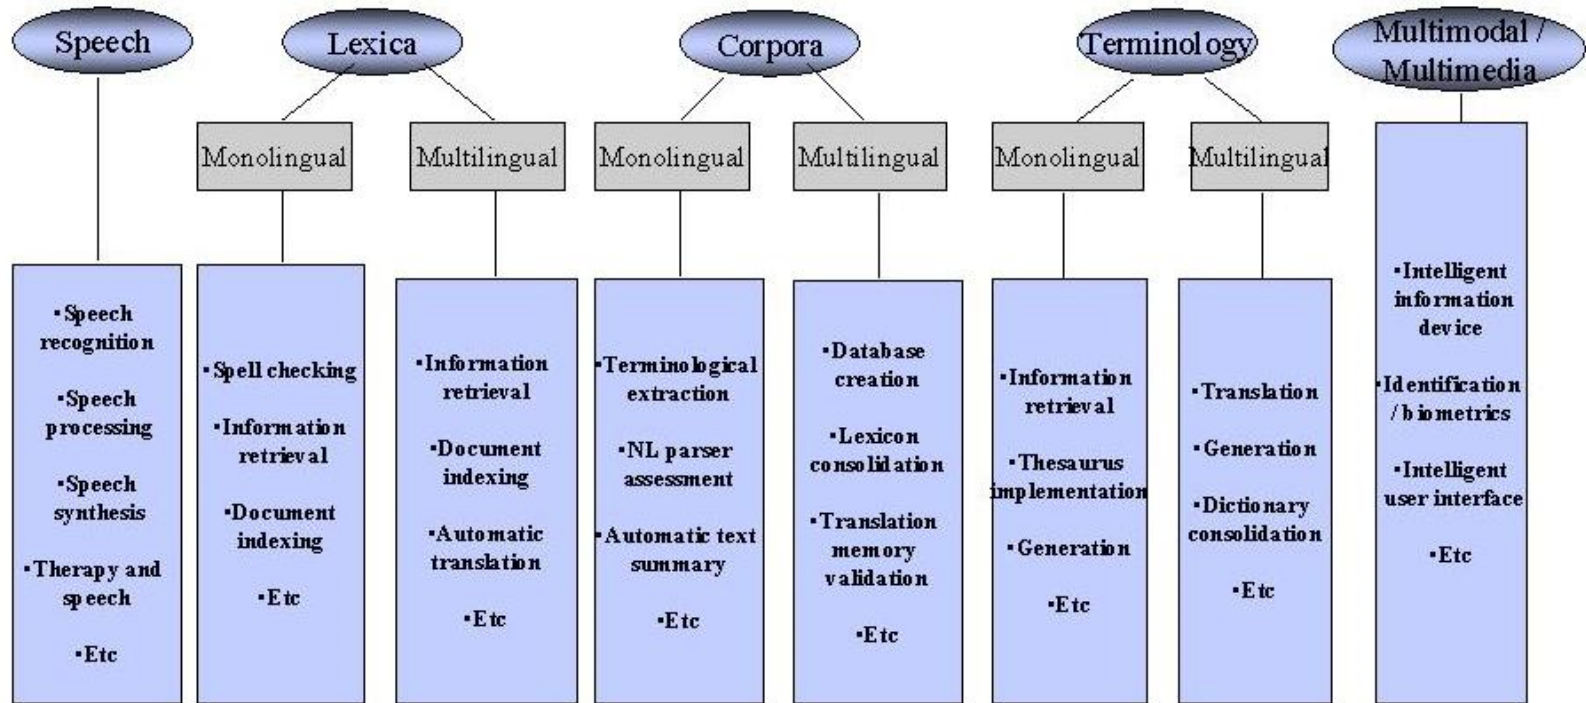 Speech
Lexica
Corpora
Terminology
Multimodal /
Multimedia
Monolingual
Multilingual
Monolingual
Multilingual
Monolingual
Multilingual
▪Speech
recognition
▪Speech
processing
▪Speech
synthesis
▪Therapy and
speech
▪Etc
▪Spell checking
▪Information
retrieval
▪Document
indexing
▪Etc
▪Information
retrieval
▪Document
indexing
▪Automatic
translation
▪Etc
▪Terminological
extraction
▪NL parser
assessment
▪Automatic text
summary
▪Etc
▪Database
creation
▪Lexicon
consolidation
▪Translation
memory
validation
▪Etc
▪Information
retrieval
▪Thesaurus
implementation
▪Generation
▪Etc
▪Translation
▪Generation
▪Dictionary
consolidation
▪Etc
▪Intelligent
information
device
▪Identification
/ biometrics
▪Intelligent
user interface
▪Etc